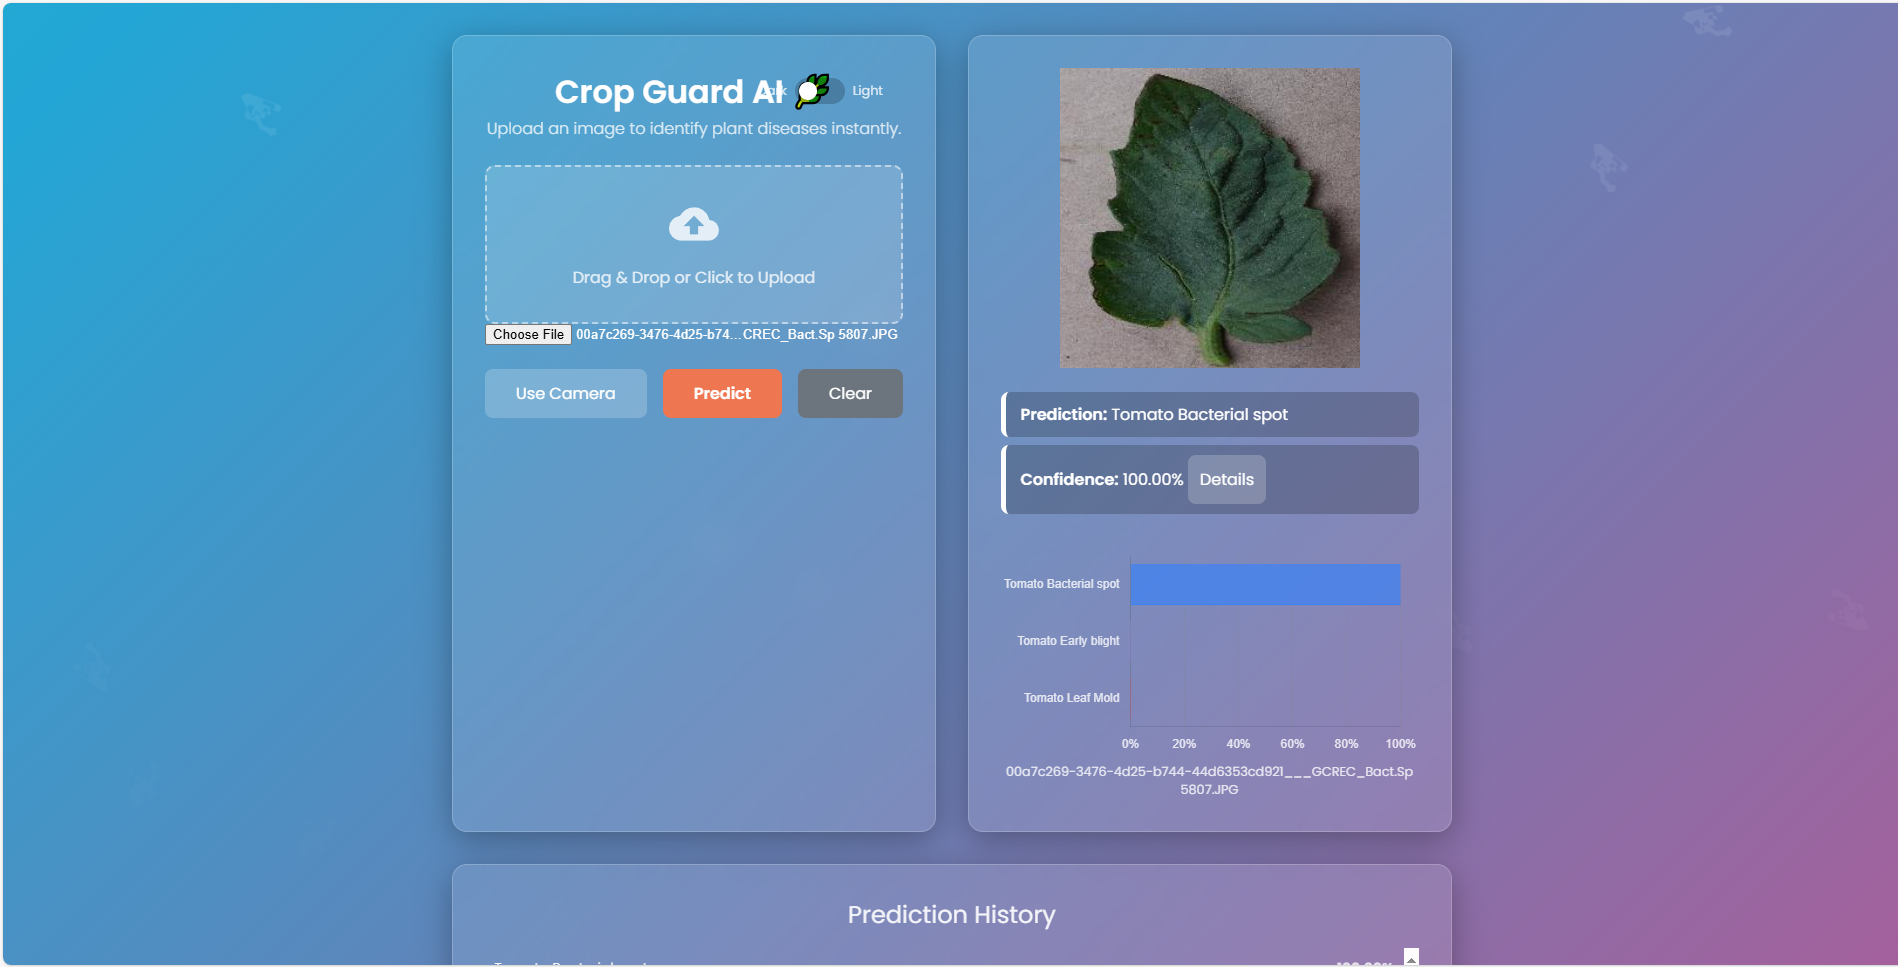 Crop Guard AI
Light
Upload an image to identify plant diseases instantly.
Drag & Drop or Click to Upload
Choose File 00a7c269-3476-4d25-b74...CREC_Bact.Sp 5807.JPG
Use Camera Predict Clear
Prediction: Tomato Bacterial spot
Confidence: 100.00% Details
Tomato Bacterial spot
Tomato Early blight
Tomato Leaf Mold
0% 20% 40% 60% 80% 100%
00a7c269-3476-4d25-b744-44d6353cd921___GCREC_Bact.Sp
5807.JPG
Prediction History